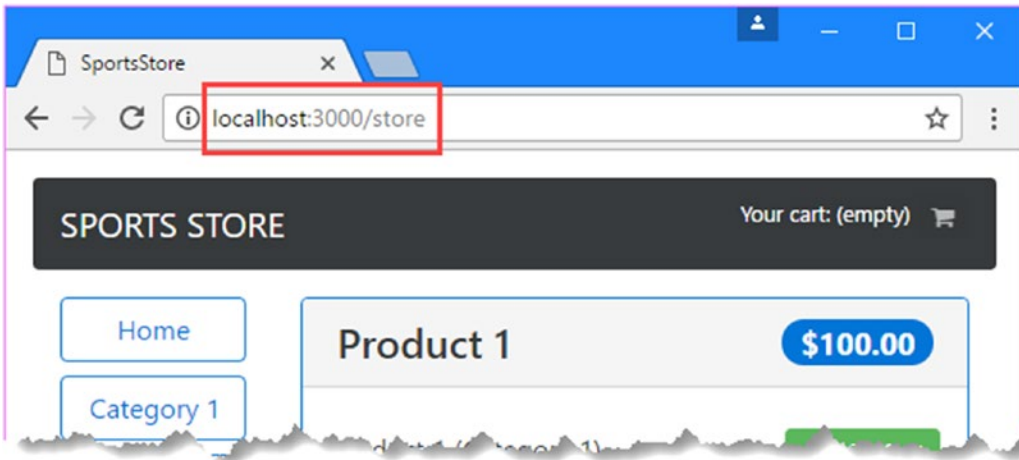 SportsStore
localhost:3000/store
SPORTS STORE
Your cart: (empty)
Home
Product 1
$100.00
Category 1